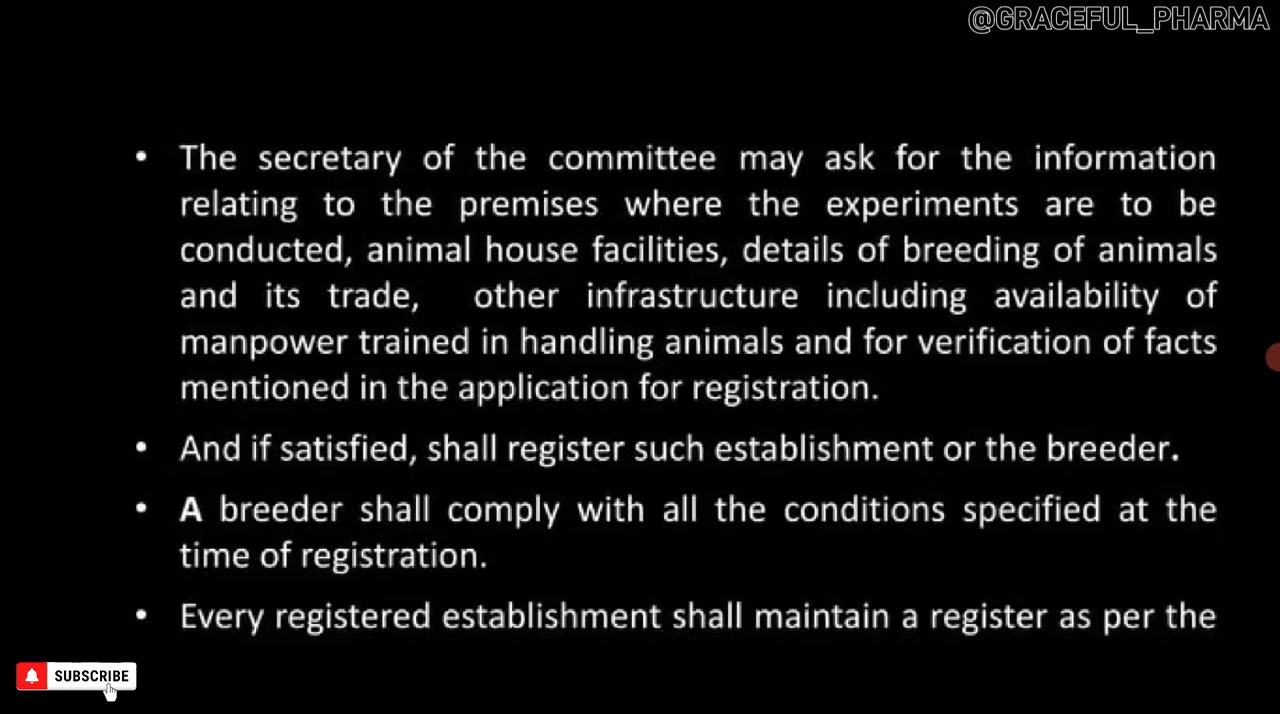 @GRACEFUL_PHARMA
• The secretary of the committee may ask for the information
relating to the premises where the experiments are to be
conducted, animal house facilities, details of breeding of animals
and its trade, other infrastructure including availability of
manpower trained in handling animals and for verification of facts
mentioned in the application for registration.
• And if satisfied, shall register such establishment or the breeder.
• A breeder shall comply with all the conditions specified at the
time of registration.
• Every registered establishment shall maintain a register as per the
SUBSCRIBE